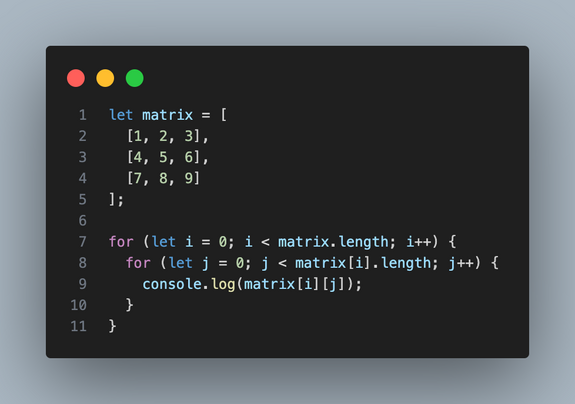 1 let matrix = [
2   [1, 2, 3],
3   [4, 5, 6],
4   [7, 8, 9]
5 ];
6
7 for (let i = 0; i < matrix.length; i++) {
8   for (let j = 0; j < matrix[i].length; j++) {
9     console.log(matrix[i][j]);
10   }
11 }